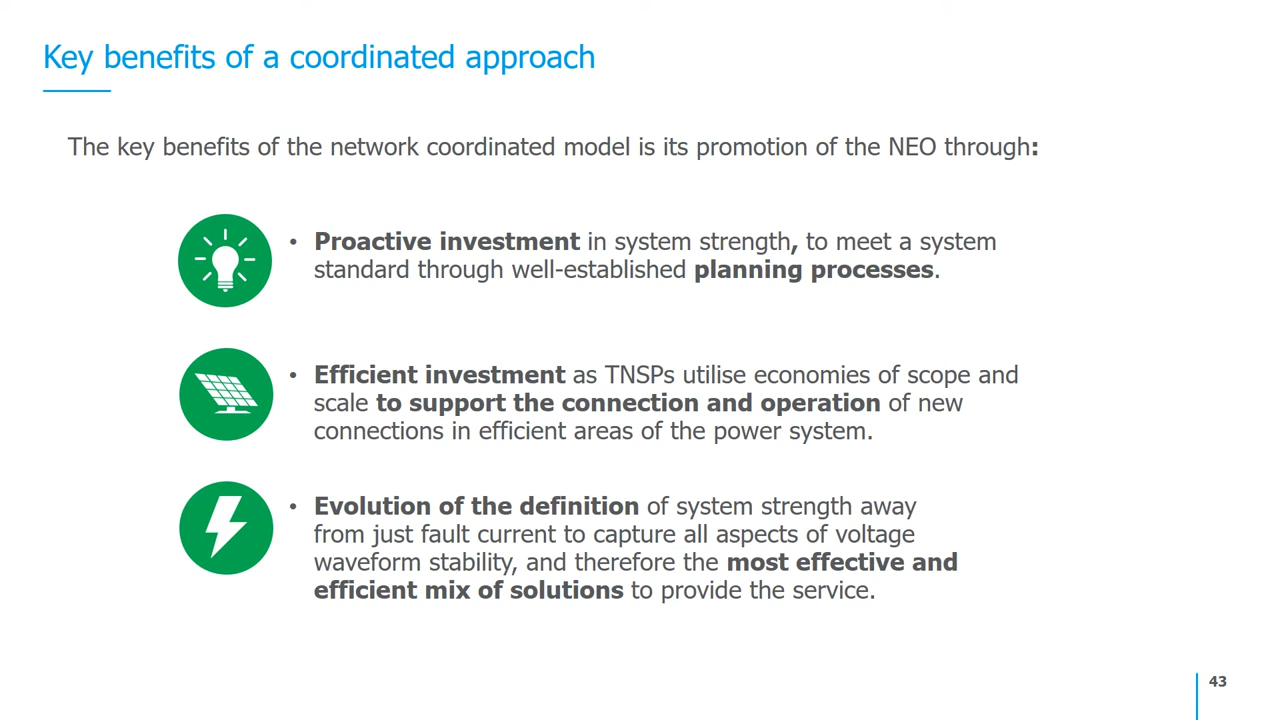 Key benefits of a coordinated approach
The key benefits of the network coordinated model is its promotion of the NEO through:
• Proactive investment in system strength, to meet a system
standard through well-established planning processes.
• Efficient investment as TNSPs utilise economies of scope and
scale to support the connection and operation of new
connections in efficient areas of the power system.
• Evolution of the definition of system strength away
from just fault current to capture all aspects of voltage
waveform stability, and therefore the most effective and
efficient mix of solutions to provide the service.
43